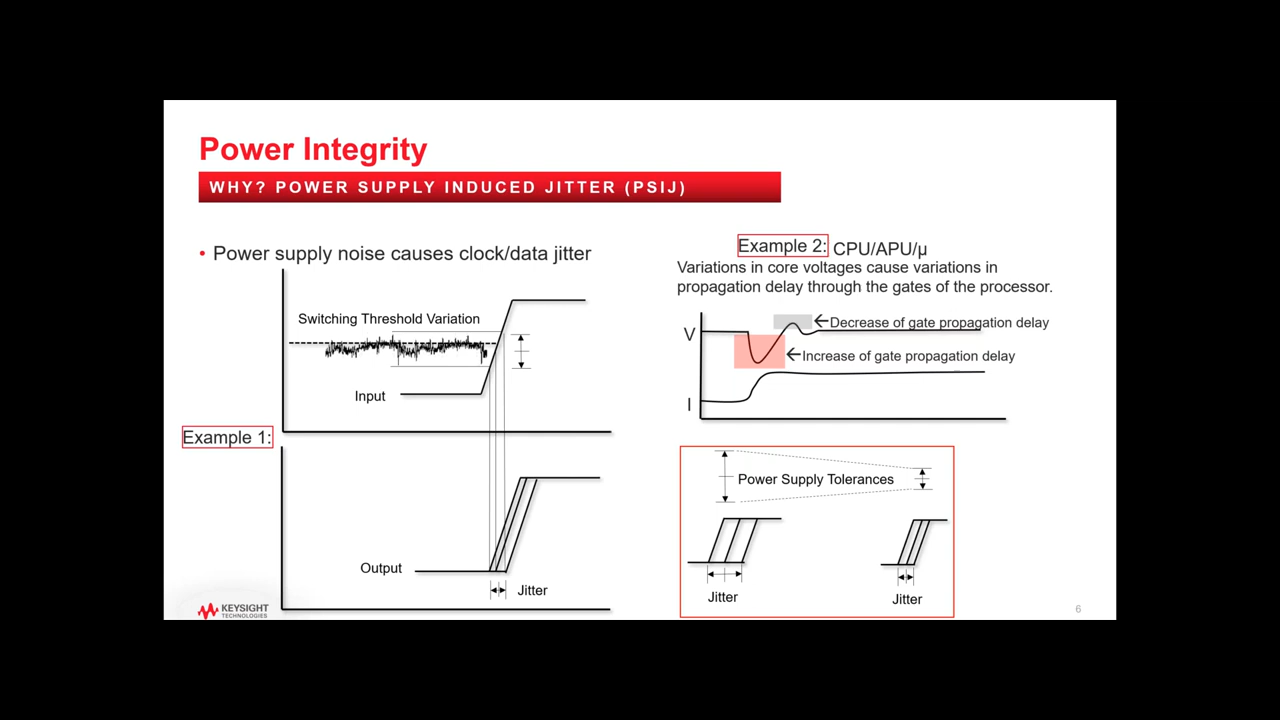 Power Integrity
WHY? POWER SUPPLY INDUCED JITTER (PSIJ)
• Power supply noise causes clock/data jitter
Switching Threshold Variation
Input
Example 1:
Output
Jitter
Example 2: CPU/APU/µ
Variations in core voltages cause variations in
propagation delay through the gates of the processor.
V
Decrease of gate propagation delay
Increase of gate propagation delay
I
Power Supply Tolerances
Jitter
Jitter
KEYSIGHT
TECHNOLOGIES
6